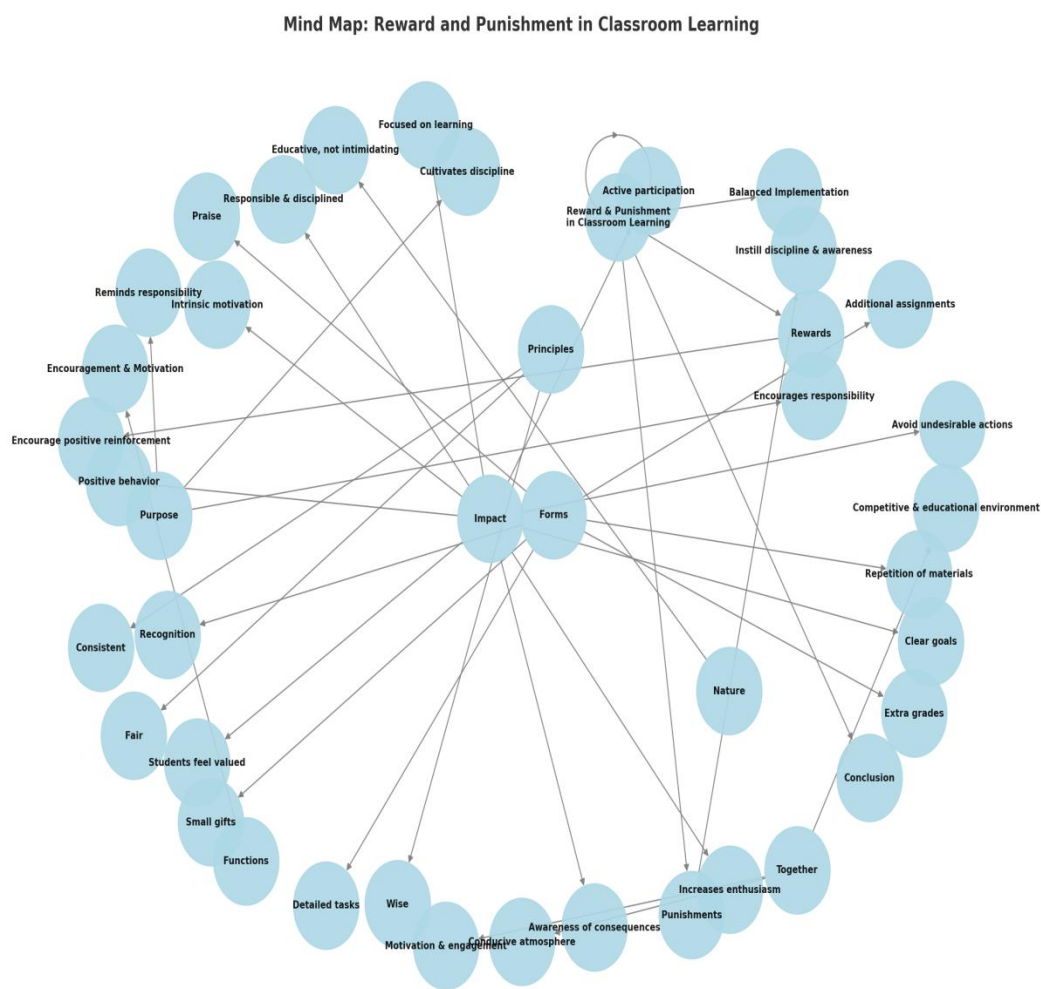 Mind Map: Reward and Punishment in Classroom Learning
Focused on learning
Educative, not intimidating
Cultivates discipline
Active participation
Balanced Implementation
Responsible & disciplined
Praise
Reward & Punishment
in Classroom Learning
Instill discipline & awareness
Reminds responsibility
Intrinsic motivation
Additional assignments
Rewards
Principles
Encouragement & Motivation
Encourages responsibility
Avoid undesirable actions
Encourage positive reinforcement
Positive behavior
Competitive & educational environment
Purpose
Impact
Forms
Repetition of materials
Recognition
Clear goals
Consistent
Nature
Extra grades
Fair
Students feel valued
Conclusion
Small gifts
Functions
Together
Increases enthusiasm
Detailed tasks
Wise
Punishments
Awareness of consequences
Motivation & engagement
Conducive atmosphere